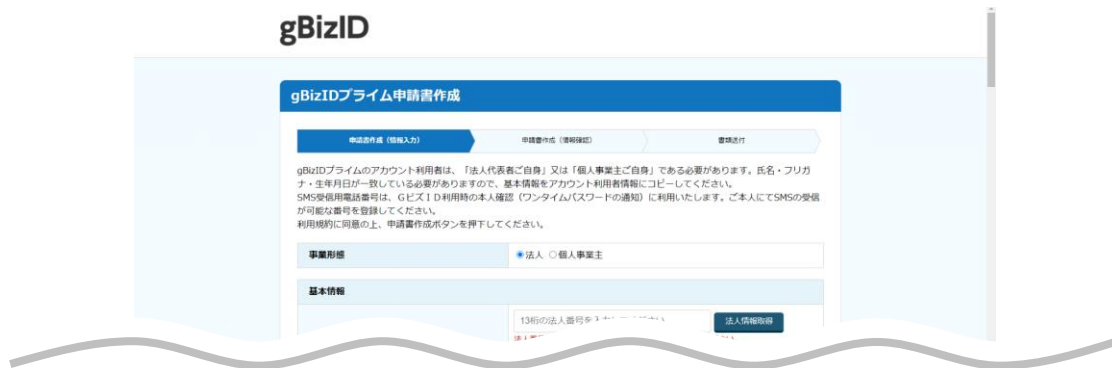 gBizID
gBizIDプライム申請書作成
申請書作成（情報入力）
申請書作成（情報確認）
書類送付
gBizIDプライムのアカウント利用者は、「法人代表者ご自身」又は「個人事業主ご自身」である必要があります。氏名・フリガ
ナ・生年月日が一致している必要がありますので、基本情報をアカウント利用者情報にコピーしてください。
SMS受信用電話番号は、GビズID利用時の本人確認（ワンタイムパスワードの通知）に利用いたします。ご本人にてSMSの受信
が可能な番号を登録してください。
利用規約に同意の上、申請書作成ボタンを押下してください。
事業形態
法人 個人事業主
基本情報
13桁の法人番号を
法人情報取得